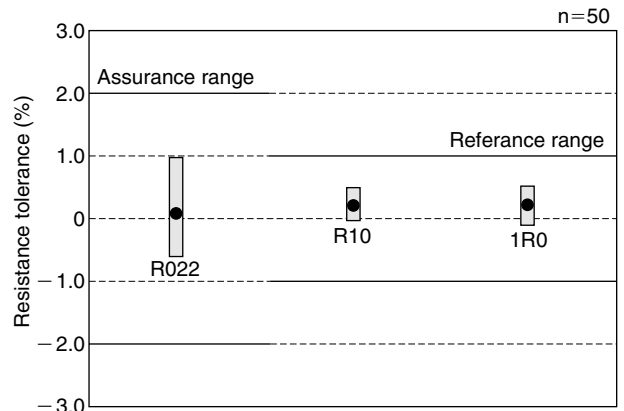 n=50
3.0
Assurance range
2.0
Referance range
1.0
0
R10
1R0
R022
−1.0
−2.0
−3.0
Resistance tolerance (%)